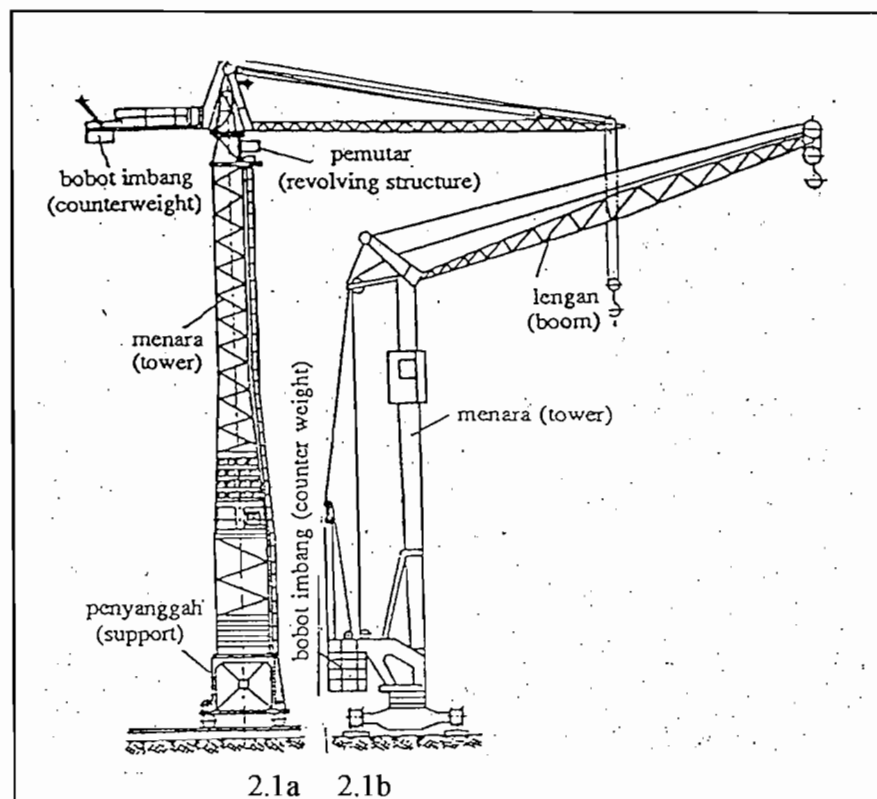 bobot imbang
(counterweight)
pemutar
(revolving structure)
lengan
(boom)
menara
(tower)
bobot imbang (counter weight)
menara (tower)
penyanggah
(support)
2.1a 2.1b